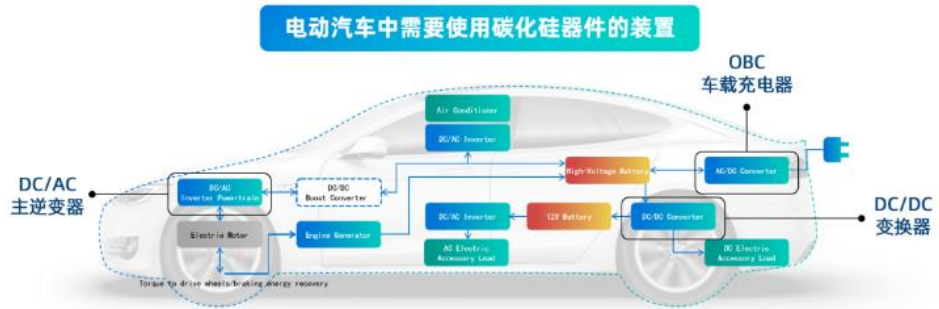 电动汽车中需要使用碳化硅器件的装置
OBC
车载充电器
Air Conditioner
DC/AC Inverter
DC/AC
主逆变器
DC/AC
Inverter Powertrain
DC/DC
Boost Converter
High-Voltage Battery
AC/DC Converter
Electric Motor
Engine Generator
DC/AC Inverter
12V Battery
DC/DC Converter
DC/DC
变换器
AC Electric
Accessory Load
DC Electric
Accessory Load
Torque to drive wheels/braking energy recovery